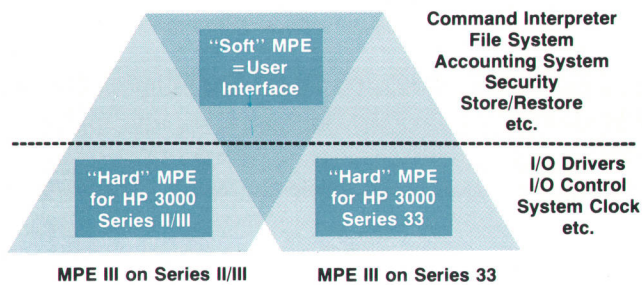 "Soft" MPE
=User
Interface
Command Interpreter
File System
Accounting System
Security
Store/Restore
etc.
"Hard" MPE
for HP 3000
Series II/III
"Hard" MPE
for HP 3000
Series 33
I/O Drivers
I/O Control
System Clock
etc.
MPE III on Series II/III
MPE III on Series 33